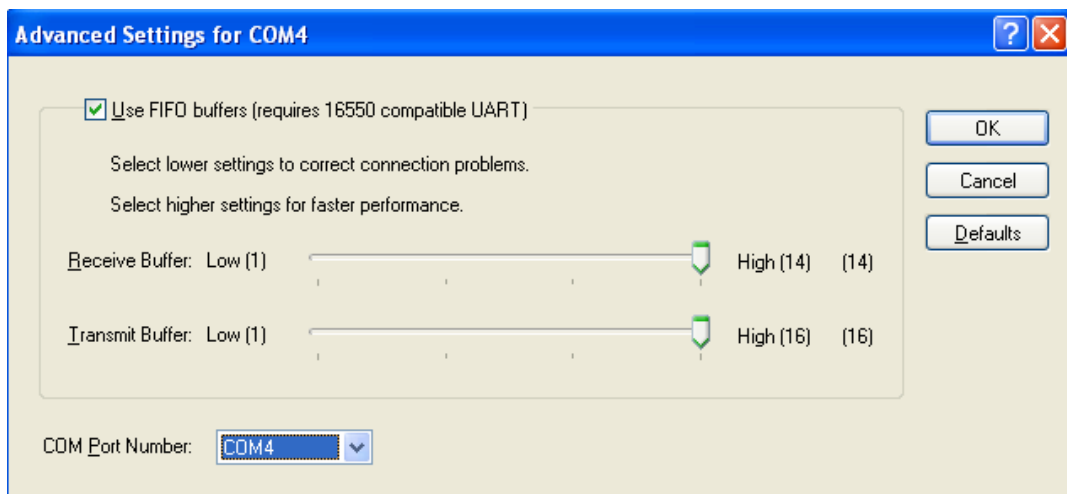 Advanced Settings for COM4
Use FIFO buffers (requires 16550 compatible UART)
Select lower settings to correct connection problems.
Select higher settings for faster performance.
Receive Buffer: Low (1) High (14) (14)
Transmit Buffer: Low (1) High (16) (16)
COM Port Number: COM4
OK
Cancel
Defaults